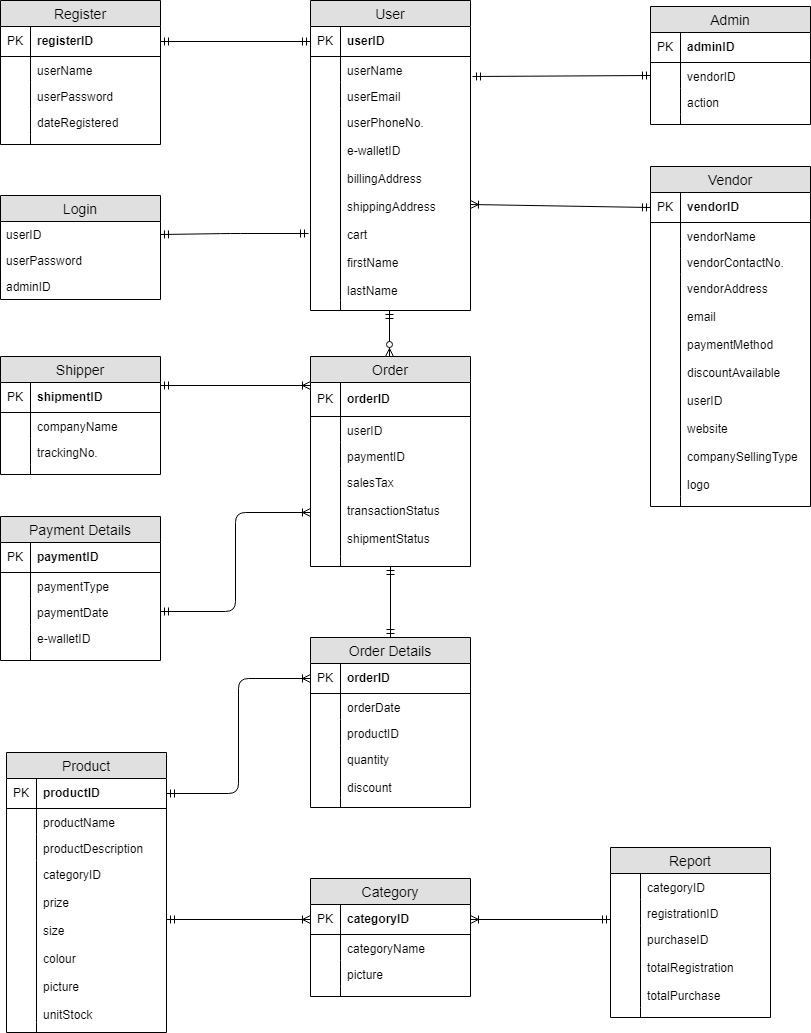 Register
PK registerID
userName
userPassword
dateRegistered
User
PK userID
userName
userEmail
userPhoneNo.
e-walletID
billingAddress
shippingAddress
cart
firstName
lastName
Admin
PK adminID
vendorID
action
Login
userID
userPassword
adminID
Vendor
PK vendorID
vendorName
vendorContactNo.
vendorAddress
email
paymentMethod
discountAvailable
userID
website
companySellingType
logo
Shipper
PK shipmentID
companyName
trackingNo.
Order
PK orderID
userID
paymentID
salesTax
transactionStatus
shipmentStatus
Payment Details
PK paymentID
paymentType
paymentDate
e-walletID
Order Details
PK orderID
orderDate
productID
quantity
discount
Product
PK productID
productName
productDescription
categoryID
prize
size
colour
picture
unitStock
Category
PK categoryID
categoryName
picture
Report
categoryID
registrationID
purchaseID
totalRegistration
totalPurchase